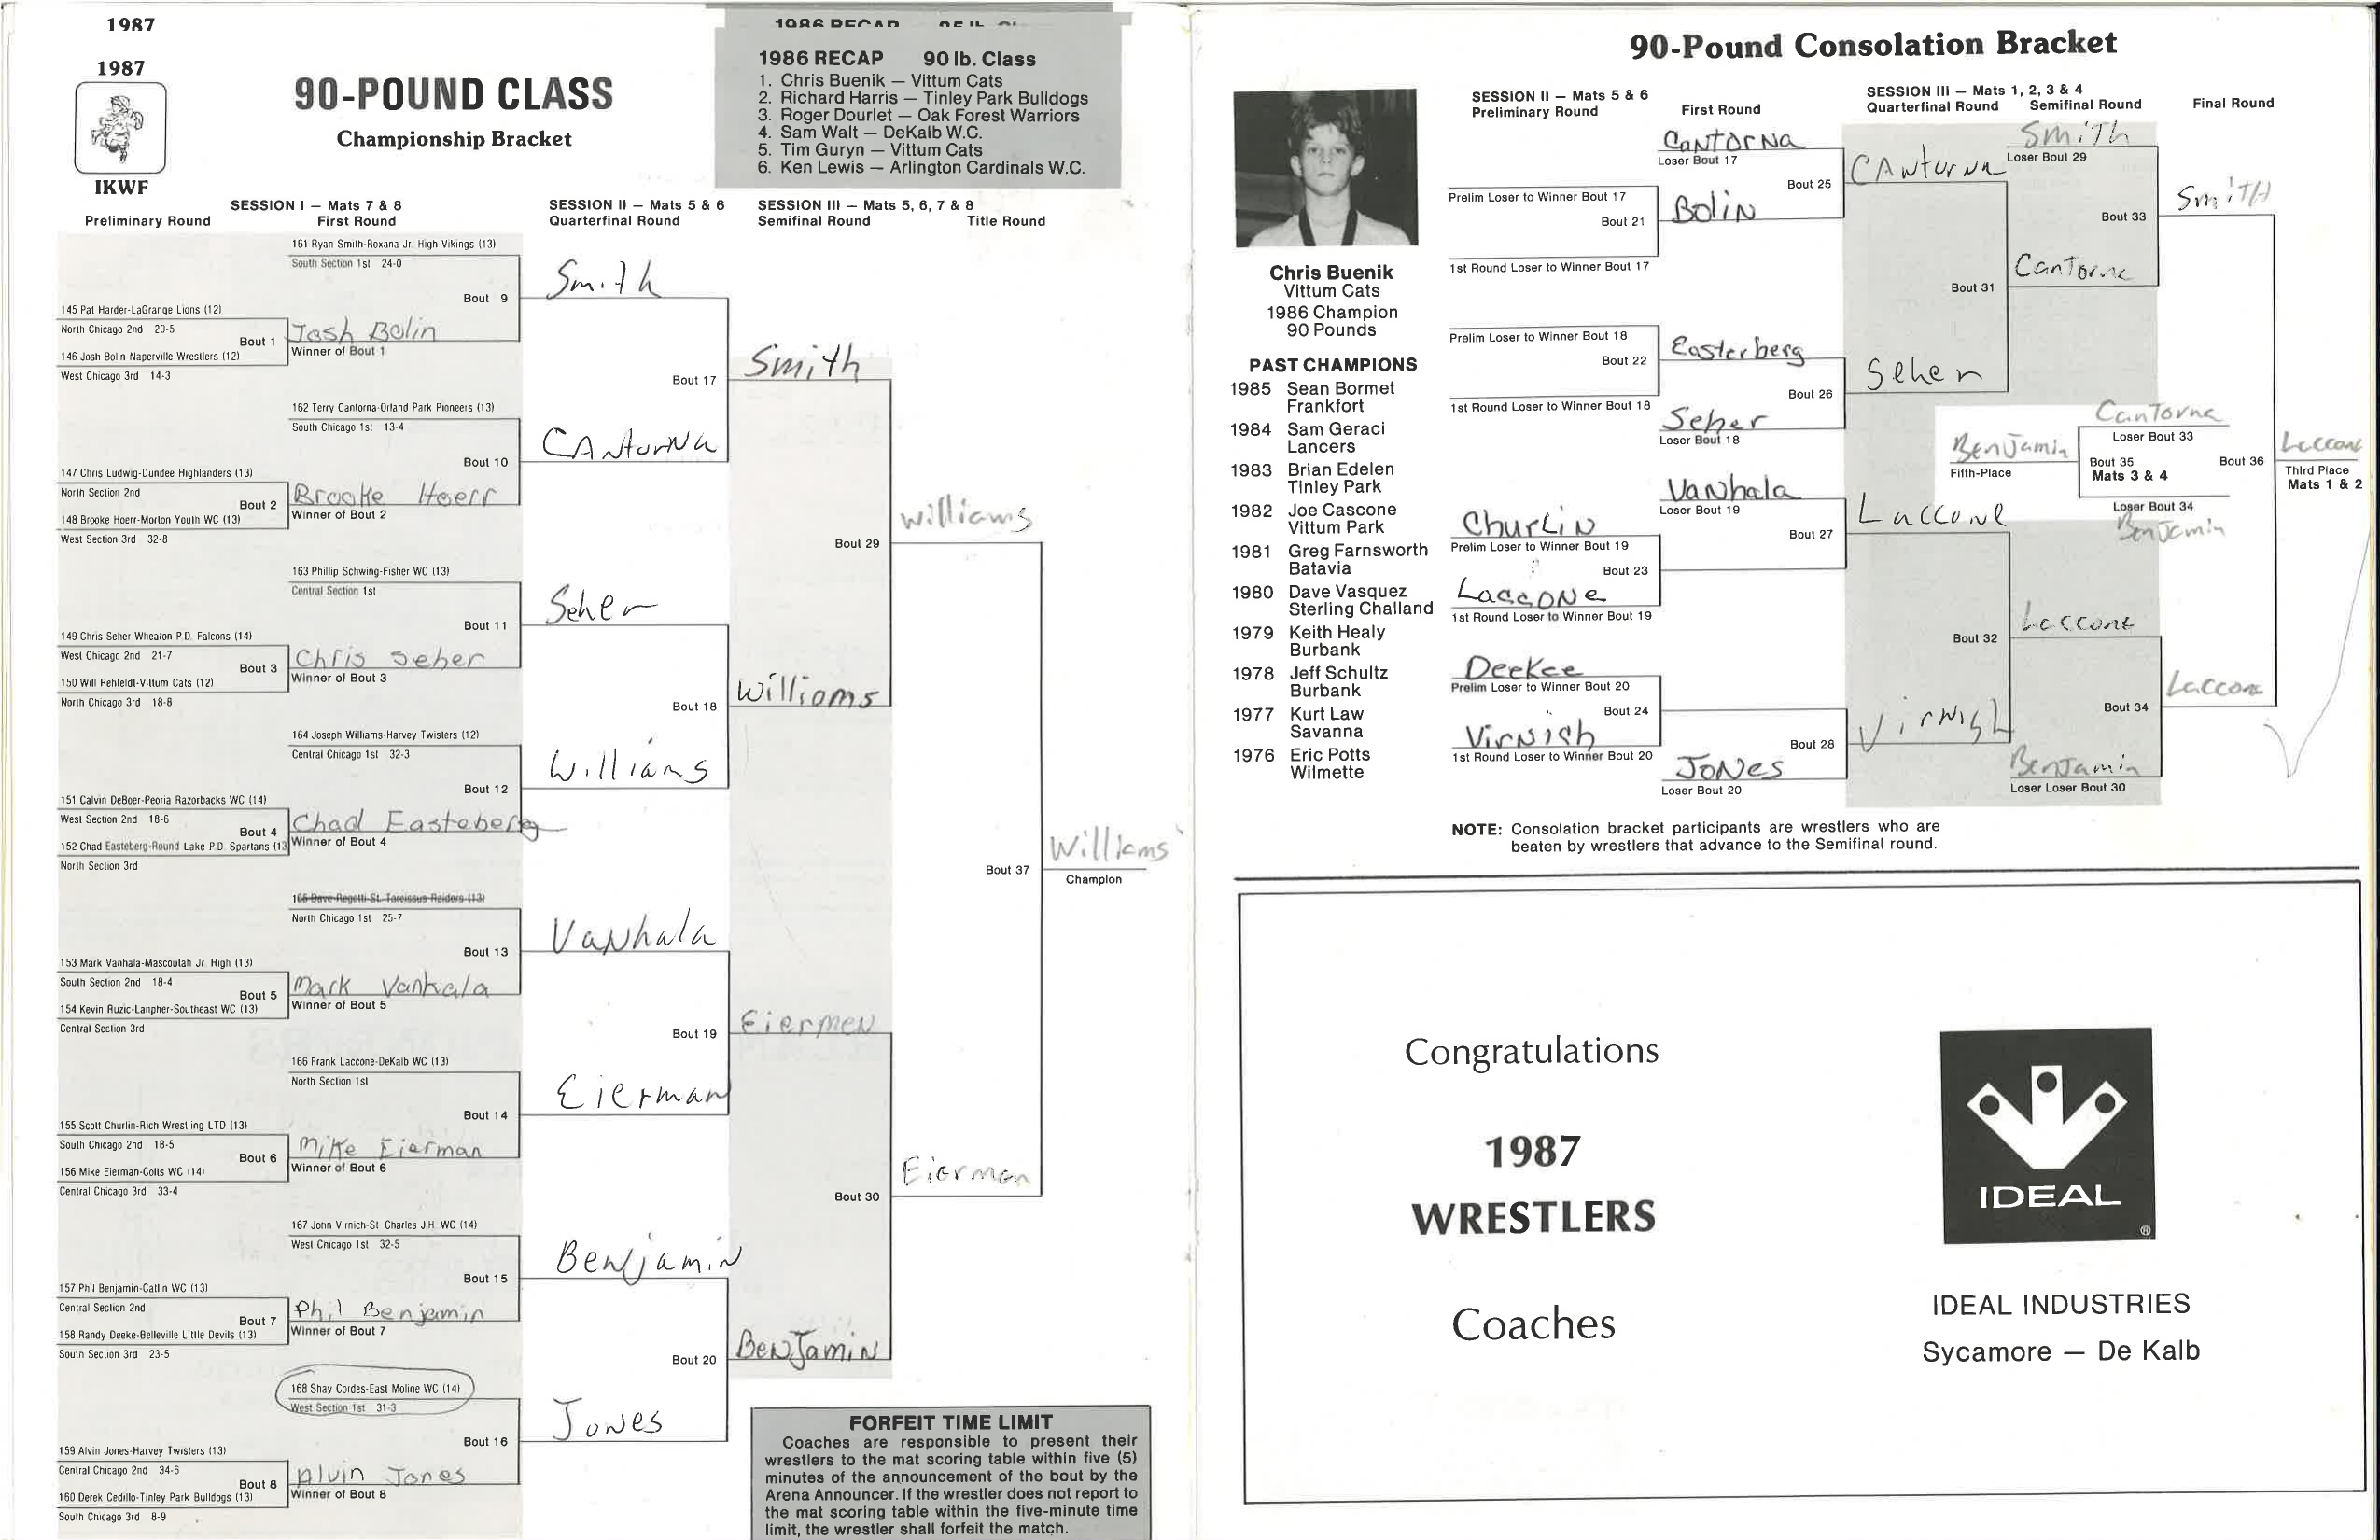 1987
1986 RECAP
1987
IKWF
90-POUND CLASS
Championship Bracket
1986 RECAP 90 lb. Class
1. Chris Buenik — Vittum Cats
2. Richard Harris — Tinley Park Bulldogs
3. Roger Dourlet — Oak Forest Warriors
4. Sam Walt — DeKalb W.C.
5. Tim Guryn — Vittum Cats
6. Ken Lewis — Arlington Cardinals W.C.
SESSION I — Mats 7 & 8
Preliminary Round First Round
SESSION II — Mats 5 & 6
Quarterfinal Round
SESSION III — Mats 5, 6, 7 & 8
Semifinal Round Title Round
161 Ryan Smith-Roxana Jr. High Vikings (13)
South Section 1st 24-0
Bout 9
145 Pat Harder-LaGrange Lions (12)
North Chicago 2nd 20-5
Bout 1
Josh Bolin
Winner of Bout 1
146 Josh Bolin-Naperville Wrestlers (12)
West Chicago 3rd 14-3
162 Terry Cantorna-Orland Park Pioneers (13)
South Chicago 1st 13-4
Bout 10
147 Chris Ludwig-Dundee Highlanders (13)
North Section 2nd
Bout 2
Brooke Hoerr
Winner of Bout 2
148 Brooke Hoerr-Morton Youth WC (13)
West Section 3rd 32-8
163 Phillip Schwing-Fisher WC (13)
Central Section 1st
Bout 11
149 Chris Seher-Wheaton P.D. Falcons (14)
West Chicago 2nd 21-7
Bout 3
Chris Seher
Winner of Bout 3
150 Will Rehfeldt-Vittum Cats (12)
North Chicago 3rd 18-8
164 Joseph Williams-Harvey Twisters (12)
Central Chicago 1st 32-3
Bout 12
151 Calvin DeBoer-Peoria Razorbacks WC (14)
West Section 2nd 18-6
Bout 4
Chad Easteberg
Winner of Bout 4
152 Chad Easteberg-Round Lake P.D. Spartans (13
North Section 3rd
165 Dave Regetti-St. Tarcissus Raiders (13)
North Chicago 1st 25-7
Bout 13
153 Mark Vanhala-Mascoutah Jr. High (13)
South Section 2nd 18-4
Bout 5
Mark Vanhala
Winner of Bout 5
154 Kevin Ruzic-Lanpher-Southeast WC (13)
Central Section 3rd
166 Frank Laccone-DeKalb WC (13)
North Section 1st
Bout 14
155 Scott Churlin-Rich Wrestling LTD (13)
South Chicago 2nd 18-5
Bout 6
Mike Eierman
Winner of Bout 6
156 Mike Eierman-Colts WC (14)
Central Chicago 3rd 33-4
167 John Virnich-St. Charles J.H. WC (14)
West Chicago 1st 32-5
Bout 15
157 Phil Benjamin-Catlin WC (13)
Central Section 2nd
Bout 7
Phil Benjamin
Winner of Bout 7
158 Randy Deeke-Belleville Little Devils (13)
South Section 3rd 23-5
168 Shay Cordes-East Moline WC (14)
West Section 1st 31-3
Bout 16
159 Alvin Jones-Harvey Twisters (13)
Central Chicago 2nd 34-6
Bout 8
Alvin Jones
Winner of Bout 8
160 Derek Cedillo-Tinley Park Bulldogs (13)
South Chicago 3rd 8-9
Smith
Bout 17
CAntorna
Seher
Bout 18
Williams
Vanhala
Bout 19
Eierman
Benjamin
Bout 20
Jones
Smith
Bout 29
Williams
Eiermen
Bout 30
BenJamin
Williams
Bout 37
Eierman
Williams
Champion
FORFEIT TIME LIMIT
Coaches are responsible to present their
wrestlers to the mat scoring table within five (5)
minutes of the announcement of the bout by the
Arena Announcer. If the wrestler does not report to
the mat scoring table within the five-minute time
limit, the wrestler shall forfeit the match.
90-Pound Consolation Bracket
Chris Buenik
Vittum Cats
1986 Champion
90 Pounds
PAST CHAMPIONS
1985 Sean Bormet
Frankfort
1984 Sam Geraci
Lancers
1983 Brian Edelen
Tinley Park
1982 Joe Cascone
Vittum Park
1981 Greg Farnsworth
Batavia
1980 Dave Vasquez
Sterling Challand
1979 Keith Healy
Burbank
1978 Jeff Schultz
Burbank
1977 Kurt Law
Savanna
1976 Eric Potts
Wilmette
SESSION II — Mats 5 & 6
Preliminary Round First Round
SESSION III — Mats 1, 2, 3 & 4
Quarterfinal Round Semifinal Round Final Round
Cantorna
Loser Bout 17
Bout 25
Prelim Loser to Winner Bout 17
Bout 21
Bolin
1st Round Loser to Winner Bout 17
Prelim Loser to Winner Bout 18
Bout 22
Easterberg
Bout 26
1st Round Loser to Winner Bout 18
Seher
Loser Bout 18
Vanhala
Loser Bout 19
Bout 27
Churlin
Prelim Loser to Winner Bout 19
Bout 23
Laccone
1st Round Loser to Winner Bout 19
Deekee
Prelim Loser to Winner Bout 20
Bout 24
Virnich
1st Round Loser to Winner Bout 20
Bout 28
Jones
Loser Bout 20
CAntorna
Bout 31
Seher
Laccone
Bout 32
Virnigh
Smith
Loser Bout 29
Bout 33
Cantorna
Laccone
Bout 34
Benjamin
Loser Loser Bout 30
Smith
Cantorna
Loser Bout 33
BenJamin
Fifth-Place
Bout 35
Mats 3 & 4
Loser Bout 34
BenJamin
Bout 36
Laccone
Third Place
Mats 1 & 2
Laccone
NOTE: Consolation bracket participants are wrestlers who are
beaten by wrestlers that advance to the Semifinal round.
Congratulations
1987
WRESTLERS
Coaches
IDEAL
®
IDEAL INDUSTRIES
Sycamore — De Kalb